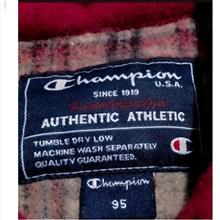 Champion
U.S.A.
SINCE 1919
AUTHENTIC ATHLETIC
TUMBLE DRY LOW
MACHINE WASH SEPARATELY
QUALITY GUARANTEED.
Champion
95